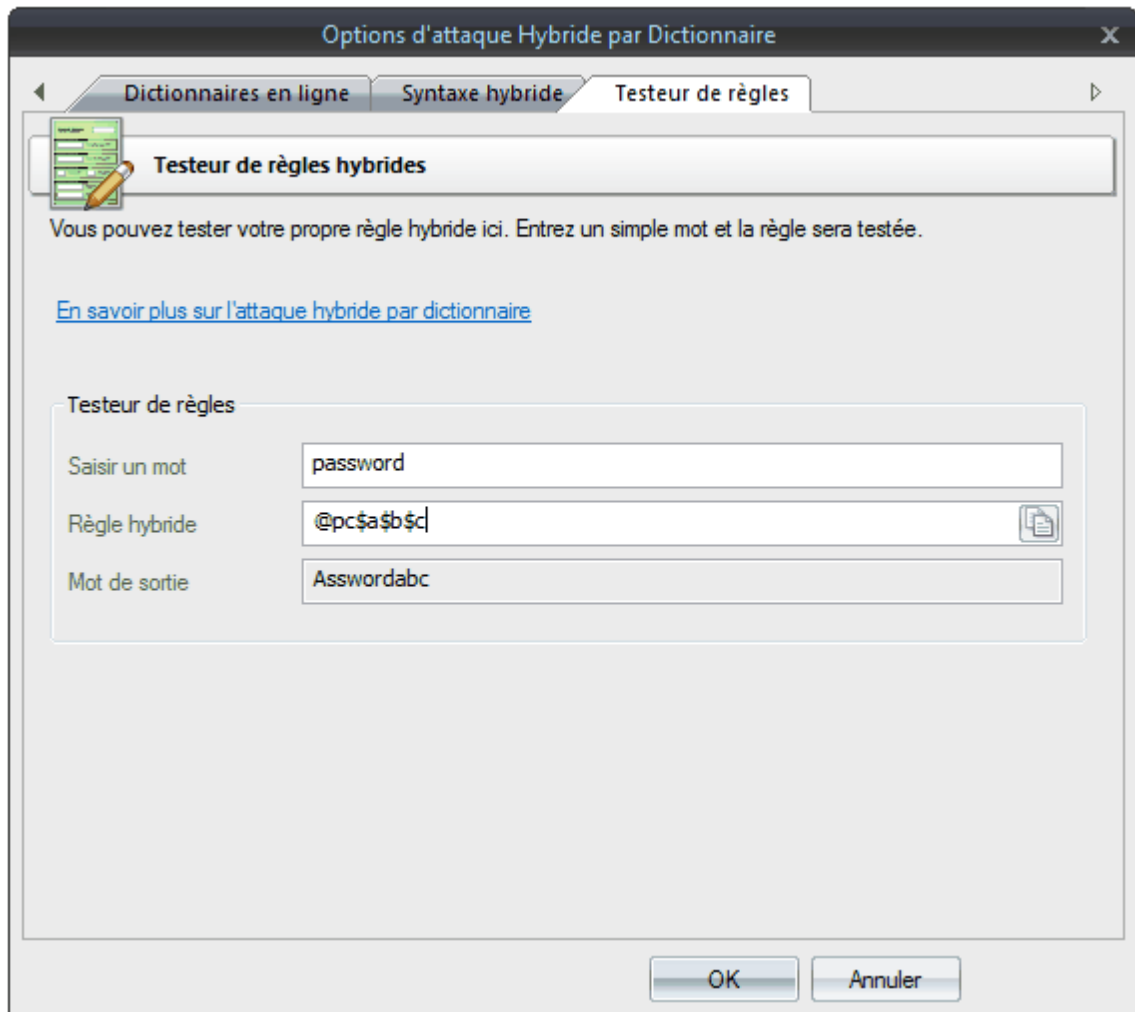 Options d'attaque Hybride par Dictionnaire
Dictionnaires en ligne Syntaxe hybride Testeur de règles
Testeur de règles hybrides
Vous pouvez tester votre propre règle hybride ici. Entrez un simple mot et la règle sera testée.
En savoir plus sur l'attaque hybride par dictionnaire
Testeur de règles
Saisir un mot password
Règle hybride @pc$a$b$c
Mot de sortie Asswordabc
OK Annuler